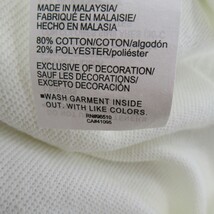 MADE IN MALAYSIA/
FABRIQUÉ EN MALAISIE/
HECHO EN MALASIA
80% COTTON/COTON/algodón
20% POLYESTER/poliéster
EXCLUSIVE OF DECORATION/
SAUF LES DÉCORATIONS/
EXCEPTO DECORACIÓN
*WASH GARMENT INSIDE
OUT, WITH LIKE COLORS.